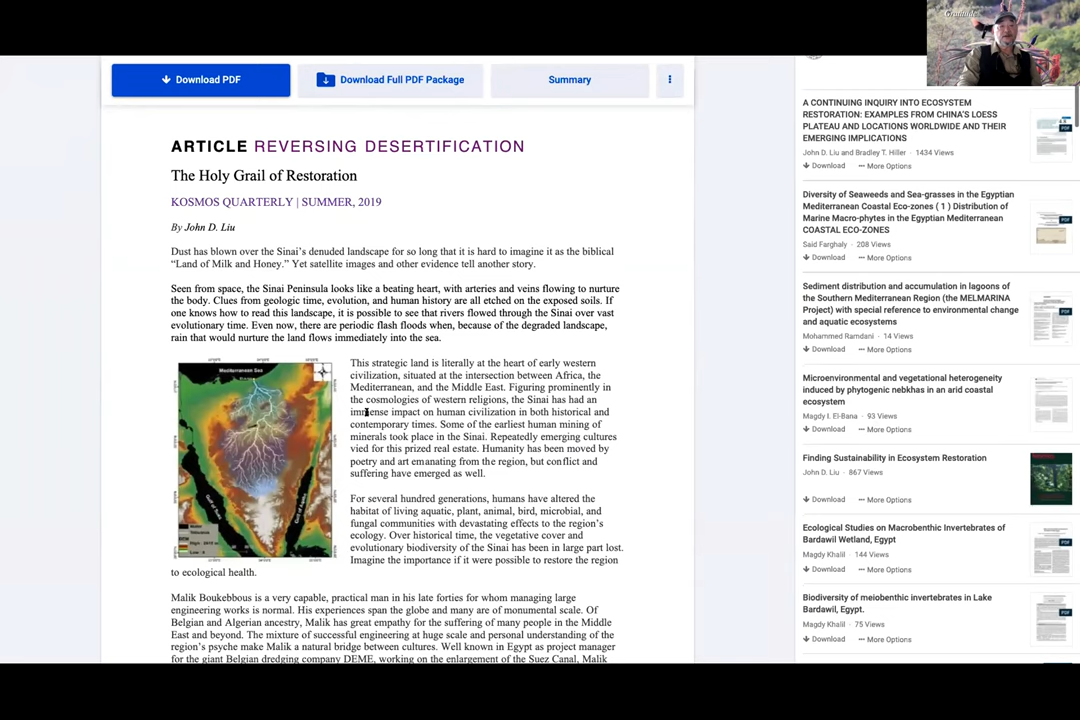 Gratitude
Download PDF
Download Full PDF Package
Summary
ARTICLE REVERSING DESERTIFICATION
The Holy Grail of Restoration
KOSMOS QUARTERLY | SUMMER, 2019
By John D. Liu
Dust has blown over the Sinai's denuded landscape for so long that it is hard to imagine it as the biblical
“Land of Milk and Honey.” Yet satellite images and other evidence tell another story.
Seen from space, the Sinai Peninsula looks like a beating heart, with arteries and veins flowing to nurture
the body. Clues from geologic time, evolution, and human history are all etched on the exposed soils. If
one knows how to read this landscape, it is possible to see that rivers flowed through the Sinai over vast
evolutionary time. Even now, there are periodic flash floods when, because of the degraded landscape,
rain that would nurture the land flows immediately into the sea.
Mediterranean Sea
This strategic land is literally at the heart of early western
civilization, situated at the intersection between Africa, the
Mediterranean, and the Middle East. Figuring prominently in
the cosmologies of western religions, the Sinai has had an
immense impact on human civilization in both historical and
contemporary times. Some of the earliest human mining of
minerals took place in the Sinai. Repeatedly emerging cultures
vied for this prized real estate. Humanity has been moved by
poetry and art emanating from the region, but conflict and
suffering have emerged as well.
For several hundred generations, humans have altered the
habitat of living aquatic, plant, animal, bird, microbial, and
fungal communities with devastating effects to the region's
ecology. Over historical time, the vegetative cover and
evolutionary biodiversity of the Sinai has been in large part lost.
Imagine the importance if it were possible to restore the region
to ecological health.
Malik Boukebbous is a very capable, practical man in his late forties for whom managing large
engineering works is normal. His experiences span the globe and many are of monumental scale. Of
Belgian and Algerian ancestry, Malik has great empathy for the suffering of many people in the Middle
East and beyond. The mixture of successful engineering at huge scale and personal understanding of the
region's psyche make Malik a natural bridge between cultures. Well known in Egypt as project manager
for the giant Belgian dredging company DEME, working on the enlargement of the Suez Canal, Malik
A CONTINUING INQUIRY INTO ECOSYSTEM
RESTORATION: EXAMPLES FROM CHINA'S LOESS
PLATEAU AND LOCATIONS WORLDWIDE AND THEIR
EMERGING IMPLICATIONS
John D. Liu and Bradley T. Hiller · 1434 Views
Download ••• More Options
PDF
Diversity of Seaweeds and Sea-grasses in the Egyptian
Mediterranean Coastal Eco-zones ( 1 ) Distribution of
Marine Macro-phytes in the Egyptian Mediterranean
COASTAL ECO-ZONES
Said Farghaly · 208 Views
Download ••• More Options
PDF
Sediment distribution and accumulation in lagoons of
the Southern Mediterranean Region (the MELMARINA
Project) with special reference to environmental change
and aquatic ecosystems
Mohammed Ramdani · 14 Views
Download ••• More Options
PDF
Microenvironmental and vegetational heterogeneity
induced by phytogenic nebkhas in an arid coastal
ecosystem
Magdy I. El-Bana · 93 Views
Download ••• More Options
Finding Sustainability in Ecosystem Restoration
John D. Liu · 867 Views
Download ••• More Options
Ecological Studies on Macrobenthic Invertebrates of
Bardawil Wetland, Egypt
Magdy Khalil · 144 Views
Download ••• More Options
PDF
Biodiversity of meiobenthic invertebrates in Lake
Bardawil, Egypt.
Magdy Khalil · 75 Views
Download ••• More Options
PDF